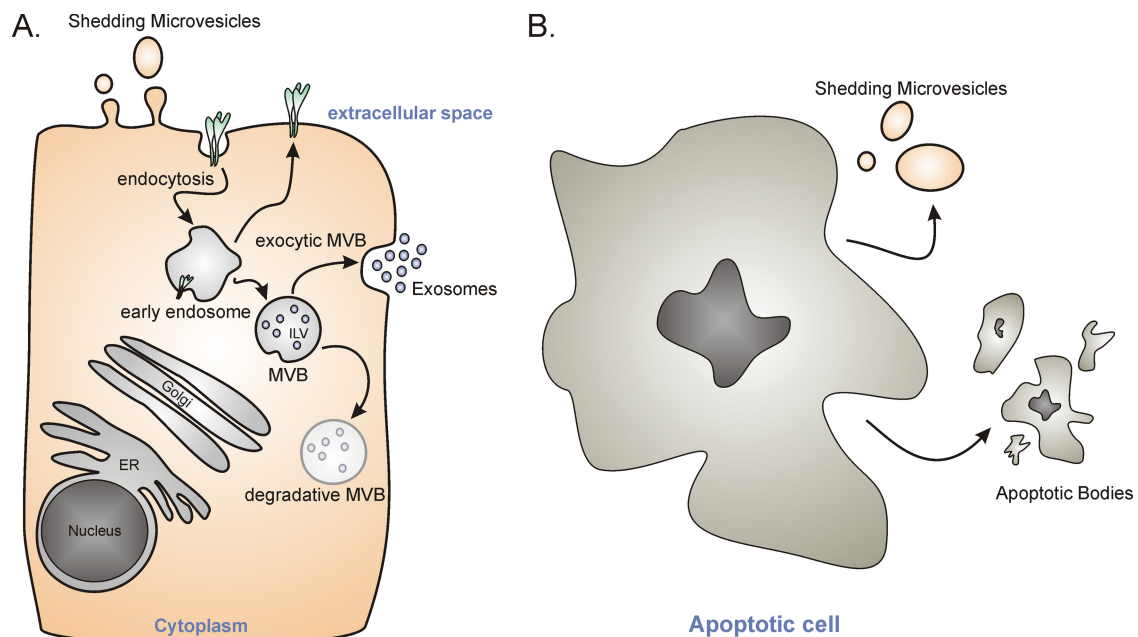 A.
Shedding Microvesicles
extracellular space
endocytosis
exocytic MVB
Exosomes
early endosome
ILV
MVB
Golgi
ER
degradative MVB
Nucleus
Cytoplasm
B.
Shedding Microvesicles
Apoptotic Bodies
Apoptotic cell